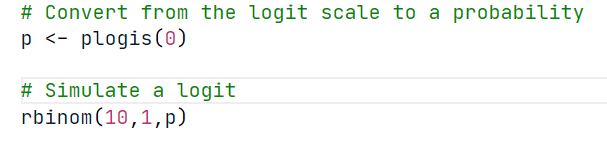 # Convert from the logit scale to a probability
p <- plogis(0)
# Simulate a logit
rbinom(10,1,p)